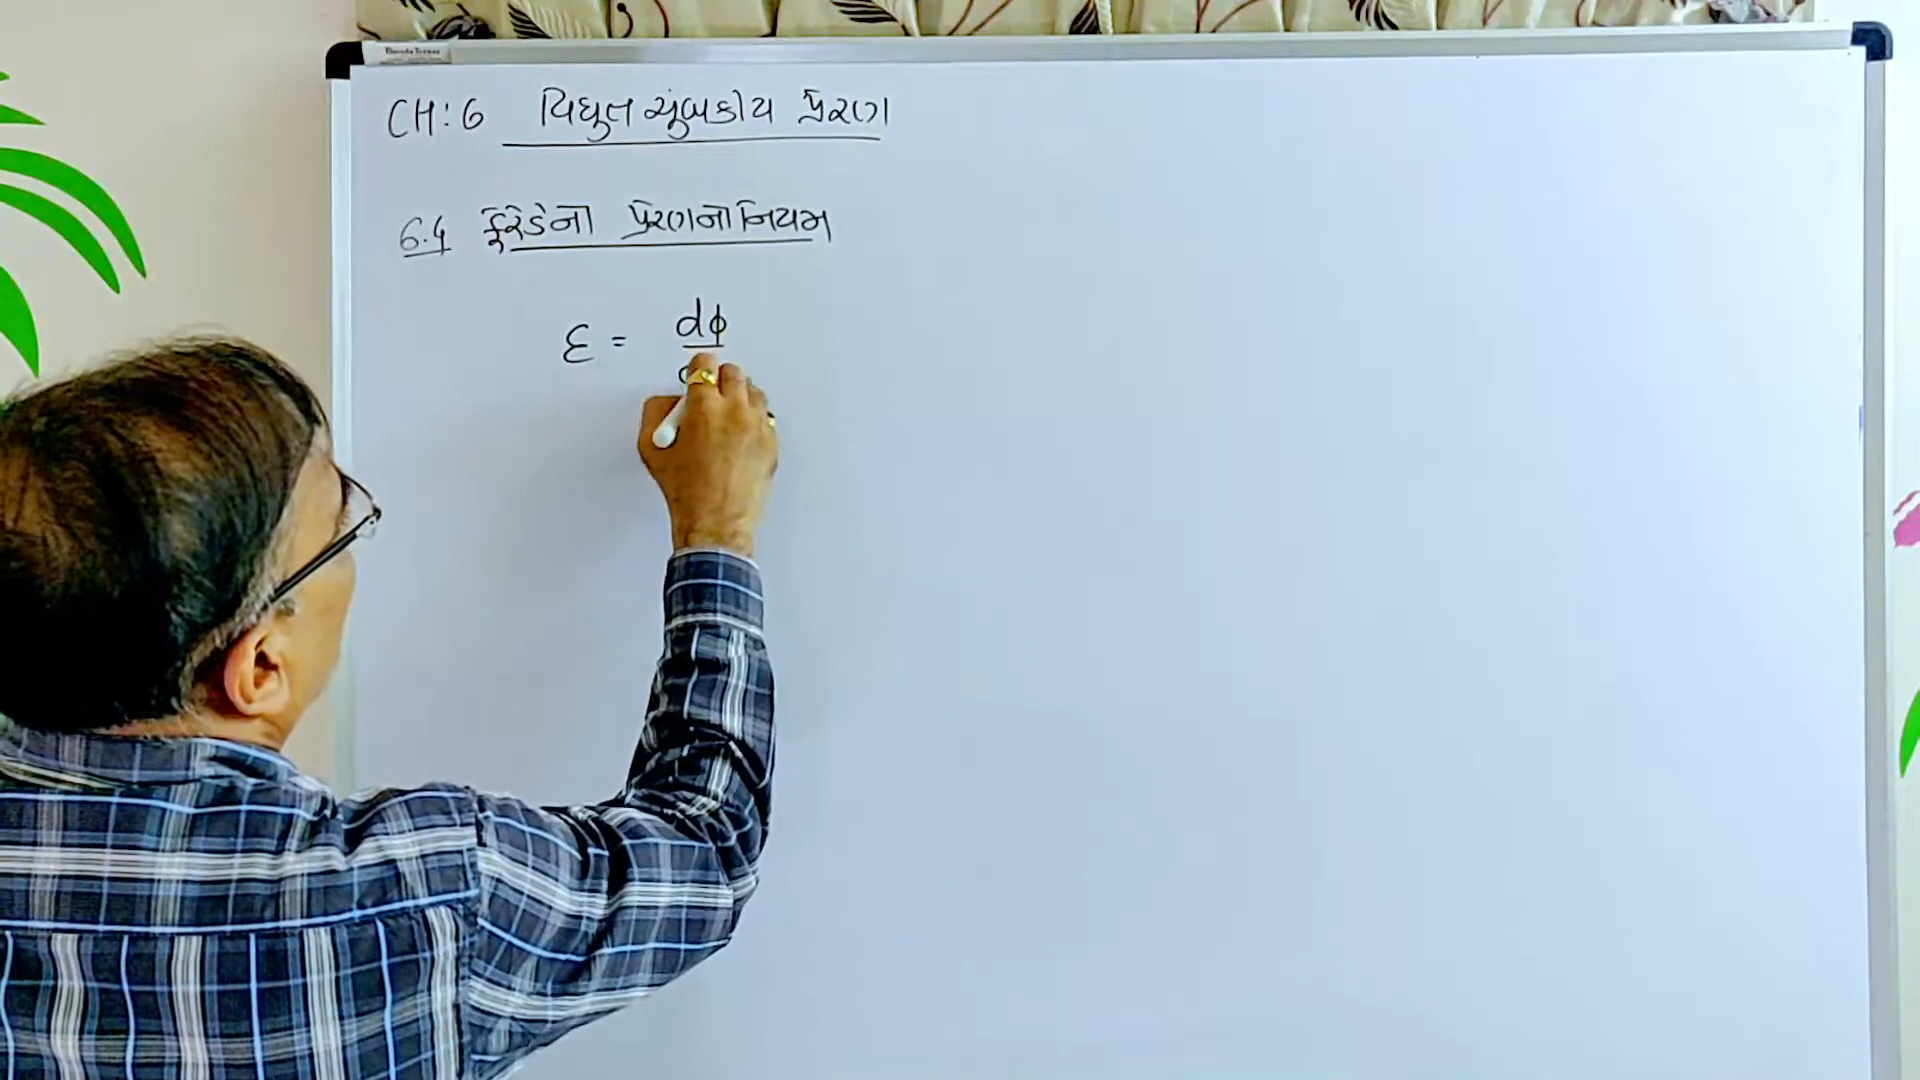 CH: 6 વિદ્યુત ચુંબકીય પ્રેરણ
6.4 ફેરેડેનો પ્રેરણનો નિયમ
ε = dφ